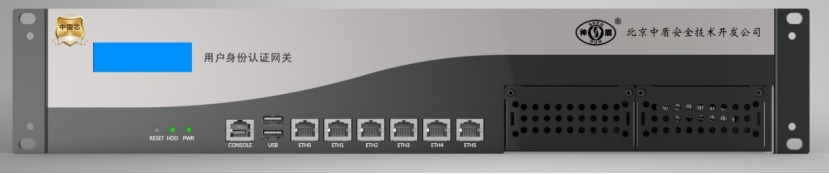 中国芯
用户身份认证网关
神盾®
北京中盾安全技术开发公司
RESET HDD PWR CONSOLE USB ETH0 ETH1 ETH2 ETH3 ETH4 ETH5